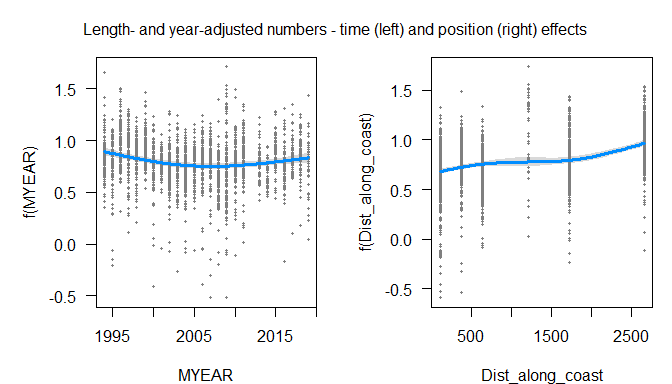 Length- and year-adjusted numbers - time (left) and position (right) effects
f(MYEAR)
1.5
1.0
0.5
0.0
-0.5
1995 2005 2015
MYEAR
f(Dist_along_coast)
1.5
1.0
0.5
0.0
-0.5
500 1500 2500
Dist_along_coast